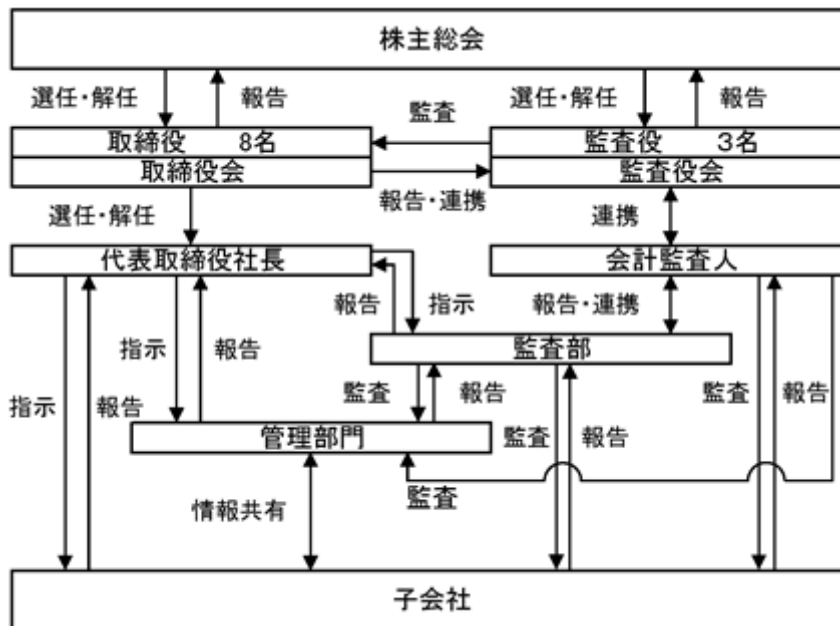 株主総会
選任・解任
報告
選任・解任
報告
監査
取締役　8名
監査役　3名
取締役会
監査役会
報告・連携
選任・解任
連携
代表取締役社長
会計監査人
報告
指示
報告・連携
指示
報告
監査部
指示
報告
監査
報告
監査
報告
管理部門
監査
報告
監査
情報共有
子会社